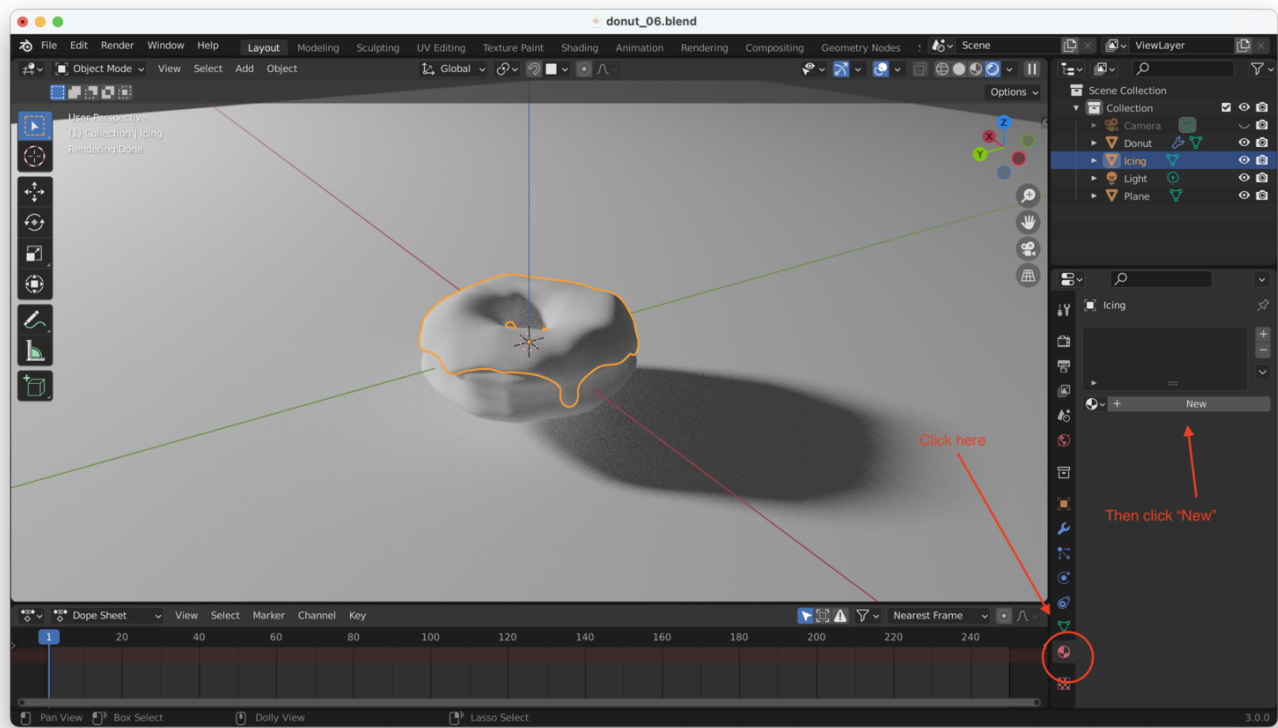 donut_06.blend
File Edit Render Window Help Layout Modeling Sculpting UV Editing Texture Paint Shading Animation Rendering Compositing Geometry Nodes Scene ViewLayer
Object Mode View Select Add Object Global
Options
User Perspective
(1) Collection | Icing
Rendering Done
Z
X
Y
Scene Collection
Collection
Camera
Donut
Icing
Light
Plane
Icing
New
Click here
Then click “New”
Dope Sheet View Select Marker Channel Key Nearest Frame
1 20 40 60 80 100 120 140 160 180 200 220 240
Pan View Box Select Dolly View Lasso Select 3.0.0